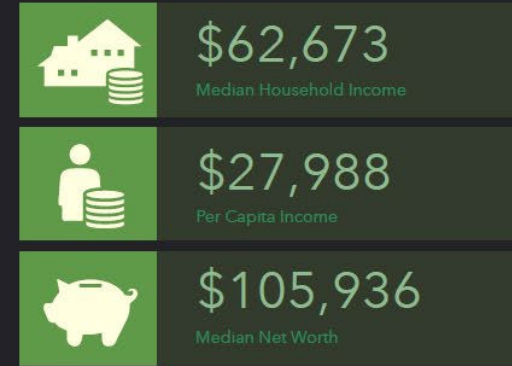 $62,673
Median Household Income
$27,988
Per Capita Income
$105,936
Median Net Worth